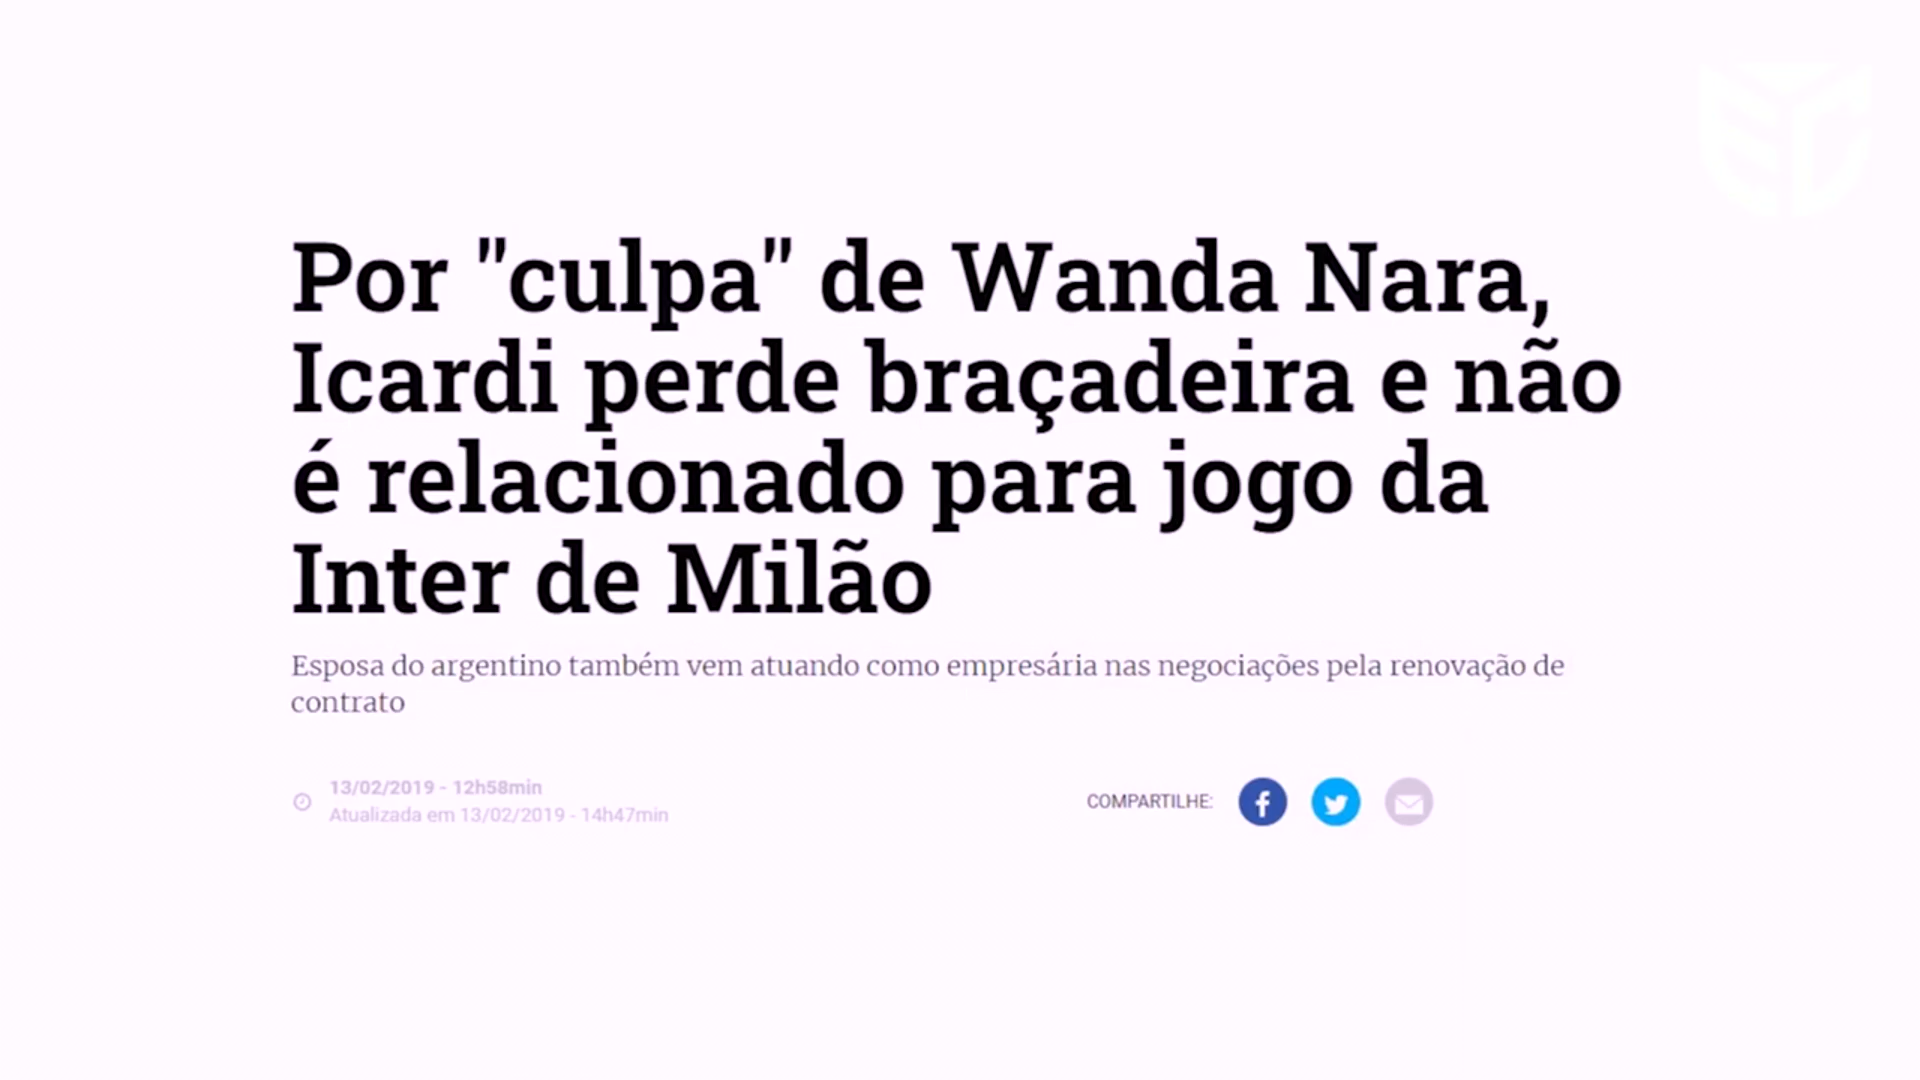 Por "culpa" de Wanda Nara,
Icardi perde braçadeira e não
é relacionado para jogo da
Inter de Milão
Esposa do argentino também vem atuando como empresária nas negociações pela renovação de
contrato
13/02/2019 - 12h58min
Atualizada em 13/02/2019 - 14h47min
COMPARTILHE: